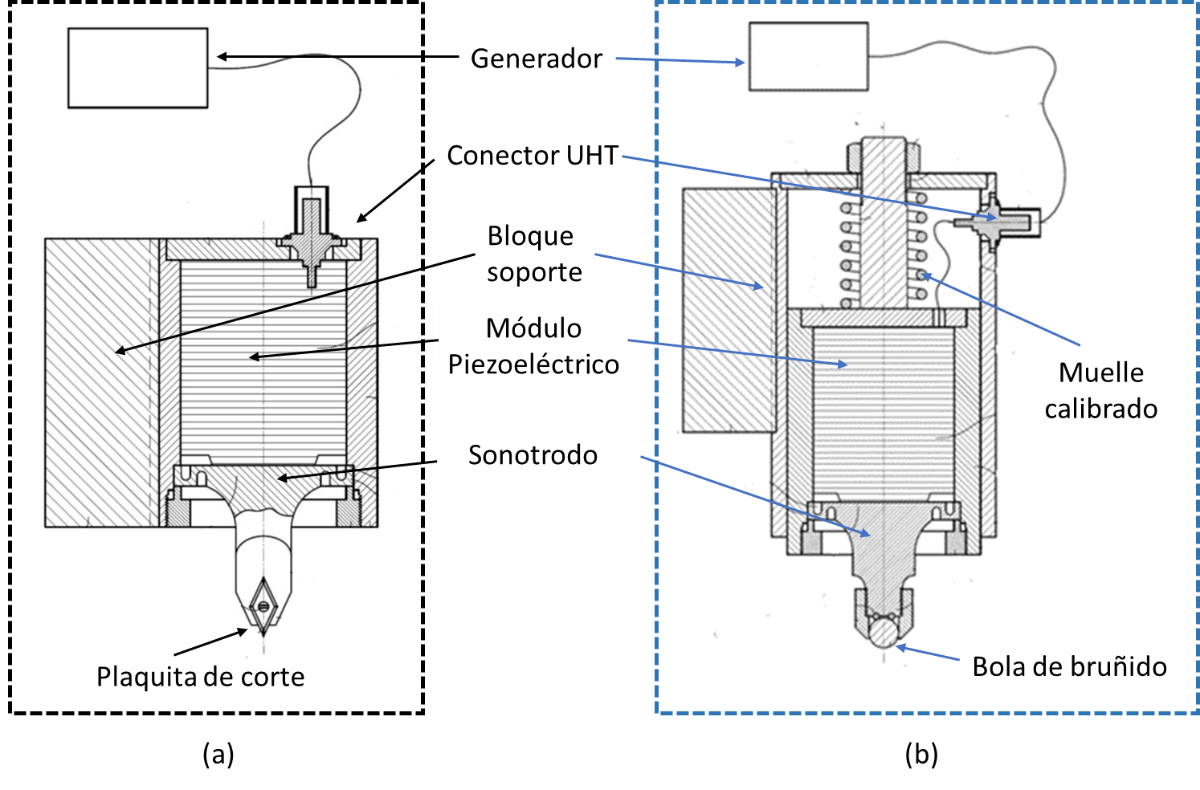 Generador
Conector UHT
Bloque
soporte
Módulo
Piezoeléctrico
Muelle
calibrado
Sonotrodo
Plaquita de corte
Bola de bruñido
(a)
(b)